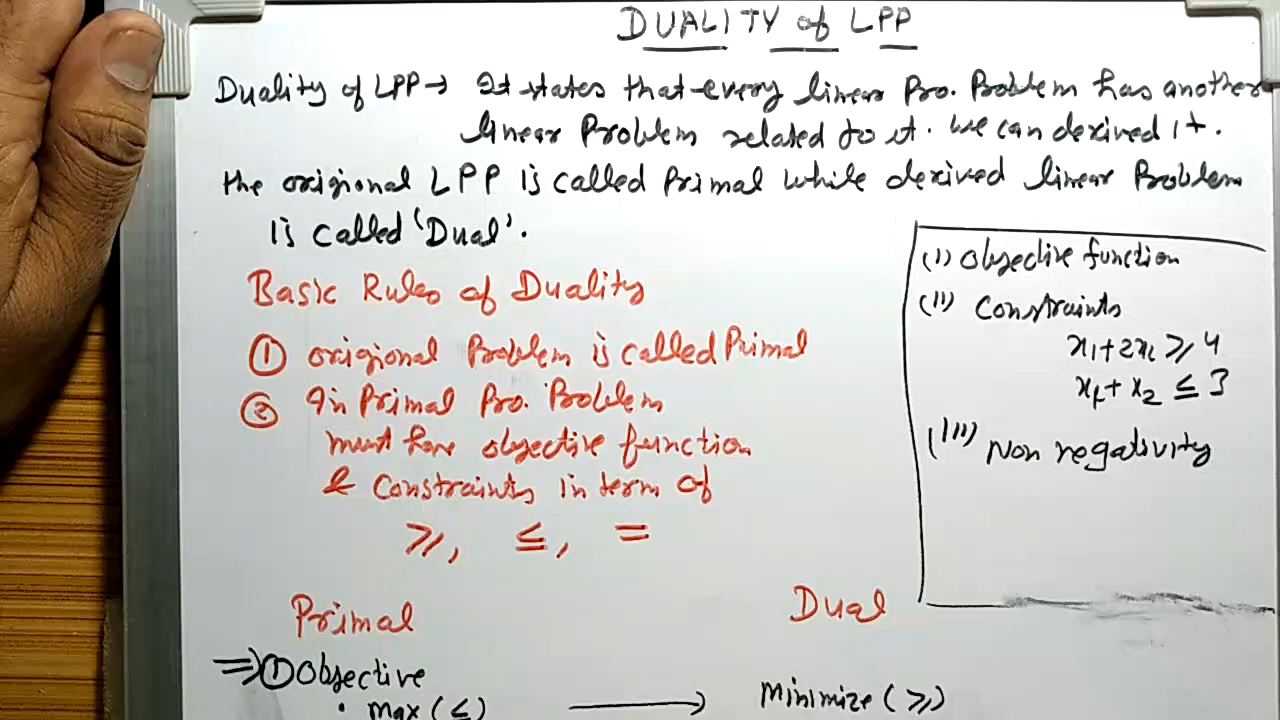 DUALITY of LPP
Duality of LPP → It states that every linear Pro. Problem has another
linear Problem related to it. We can derived it.
the origional LPP is called Primal while derived linear Problem
is called 'Dual'.
Basic Rules of Duality
① origional Problem is called Primal
② In Primal Pro. Problem
must have objective function
& constraints in term of
≥, ≤, =
(i) Objective function
(ii) Constraints
x₁+2x₂ ≥ 4
x₁+x₂ ≤ 3
(iii) Non negativity
Primal Dual
⇒① Objective
• Max (≤) → Minimize (≥)